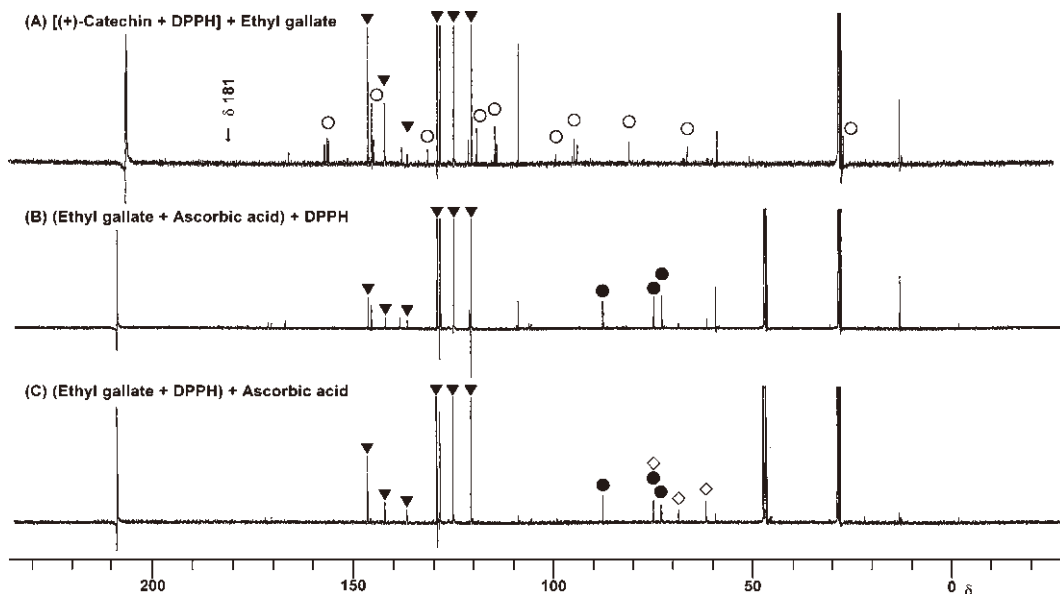 (A) [(+)-Catechin + DPPH] + Ethyl gallate
δ 181
(B) (Ethyl gallate + Ascorbic acid) + DPPH
(C) (Ethyl gallate + DPPH) + Ascorbic acid
200 150 100 50 0 δ